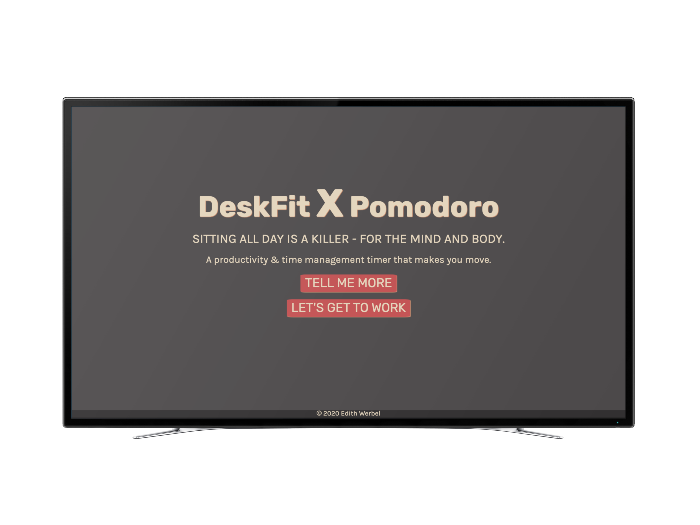 DeskFit X Pomodoro
SITTING ALL DAY IS A KILLER - FOR THE MIND AND BODY.
A productivity & time management timer that makes you move.
TELL ME MORE
LET'S GET TO WORK
© 2020 Edith Werbel